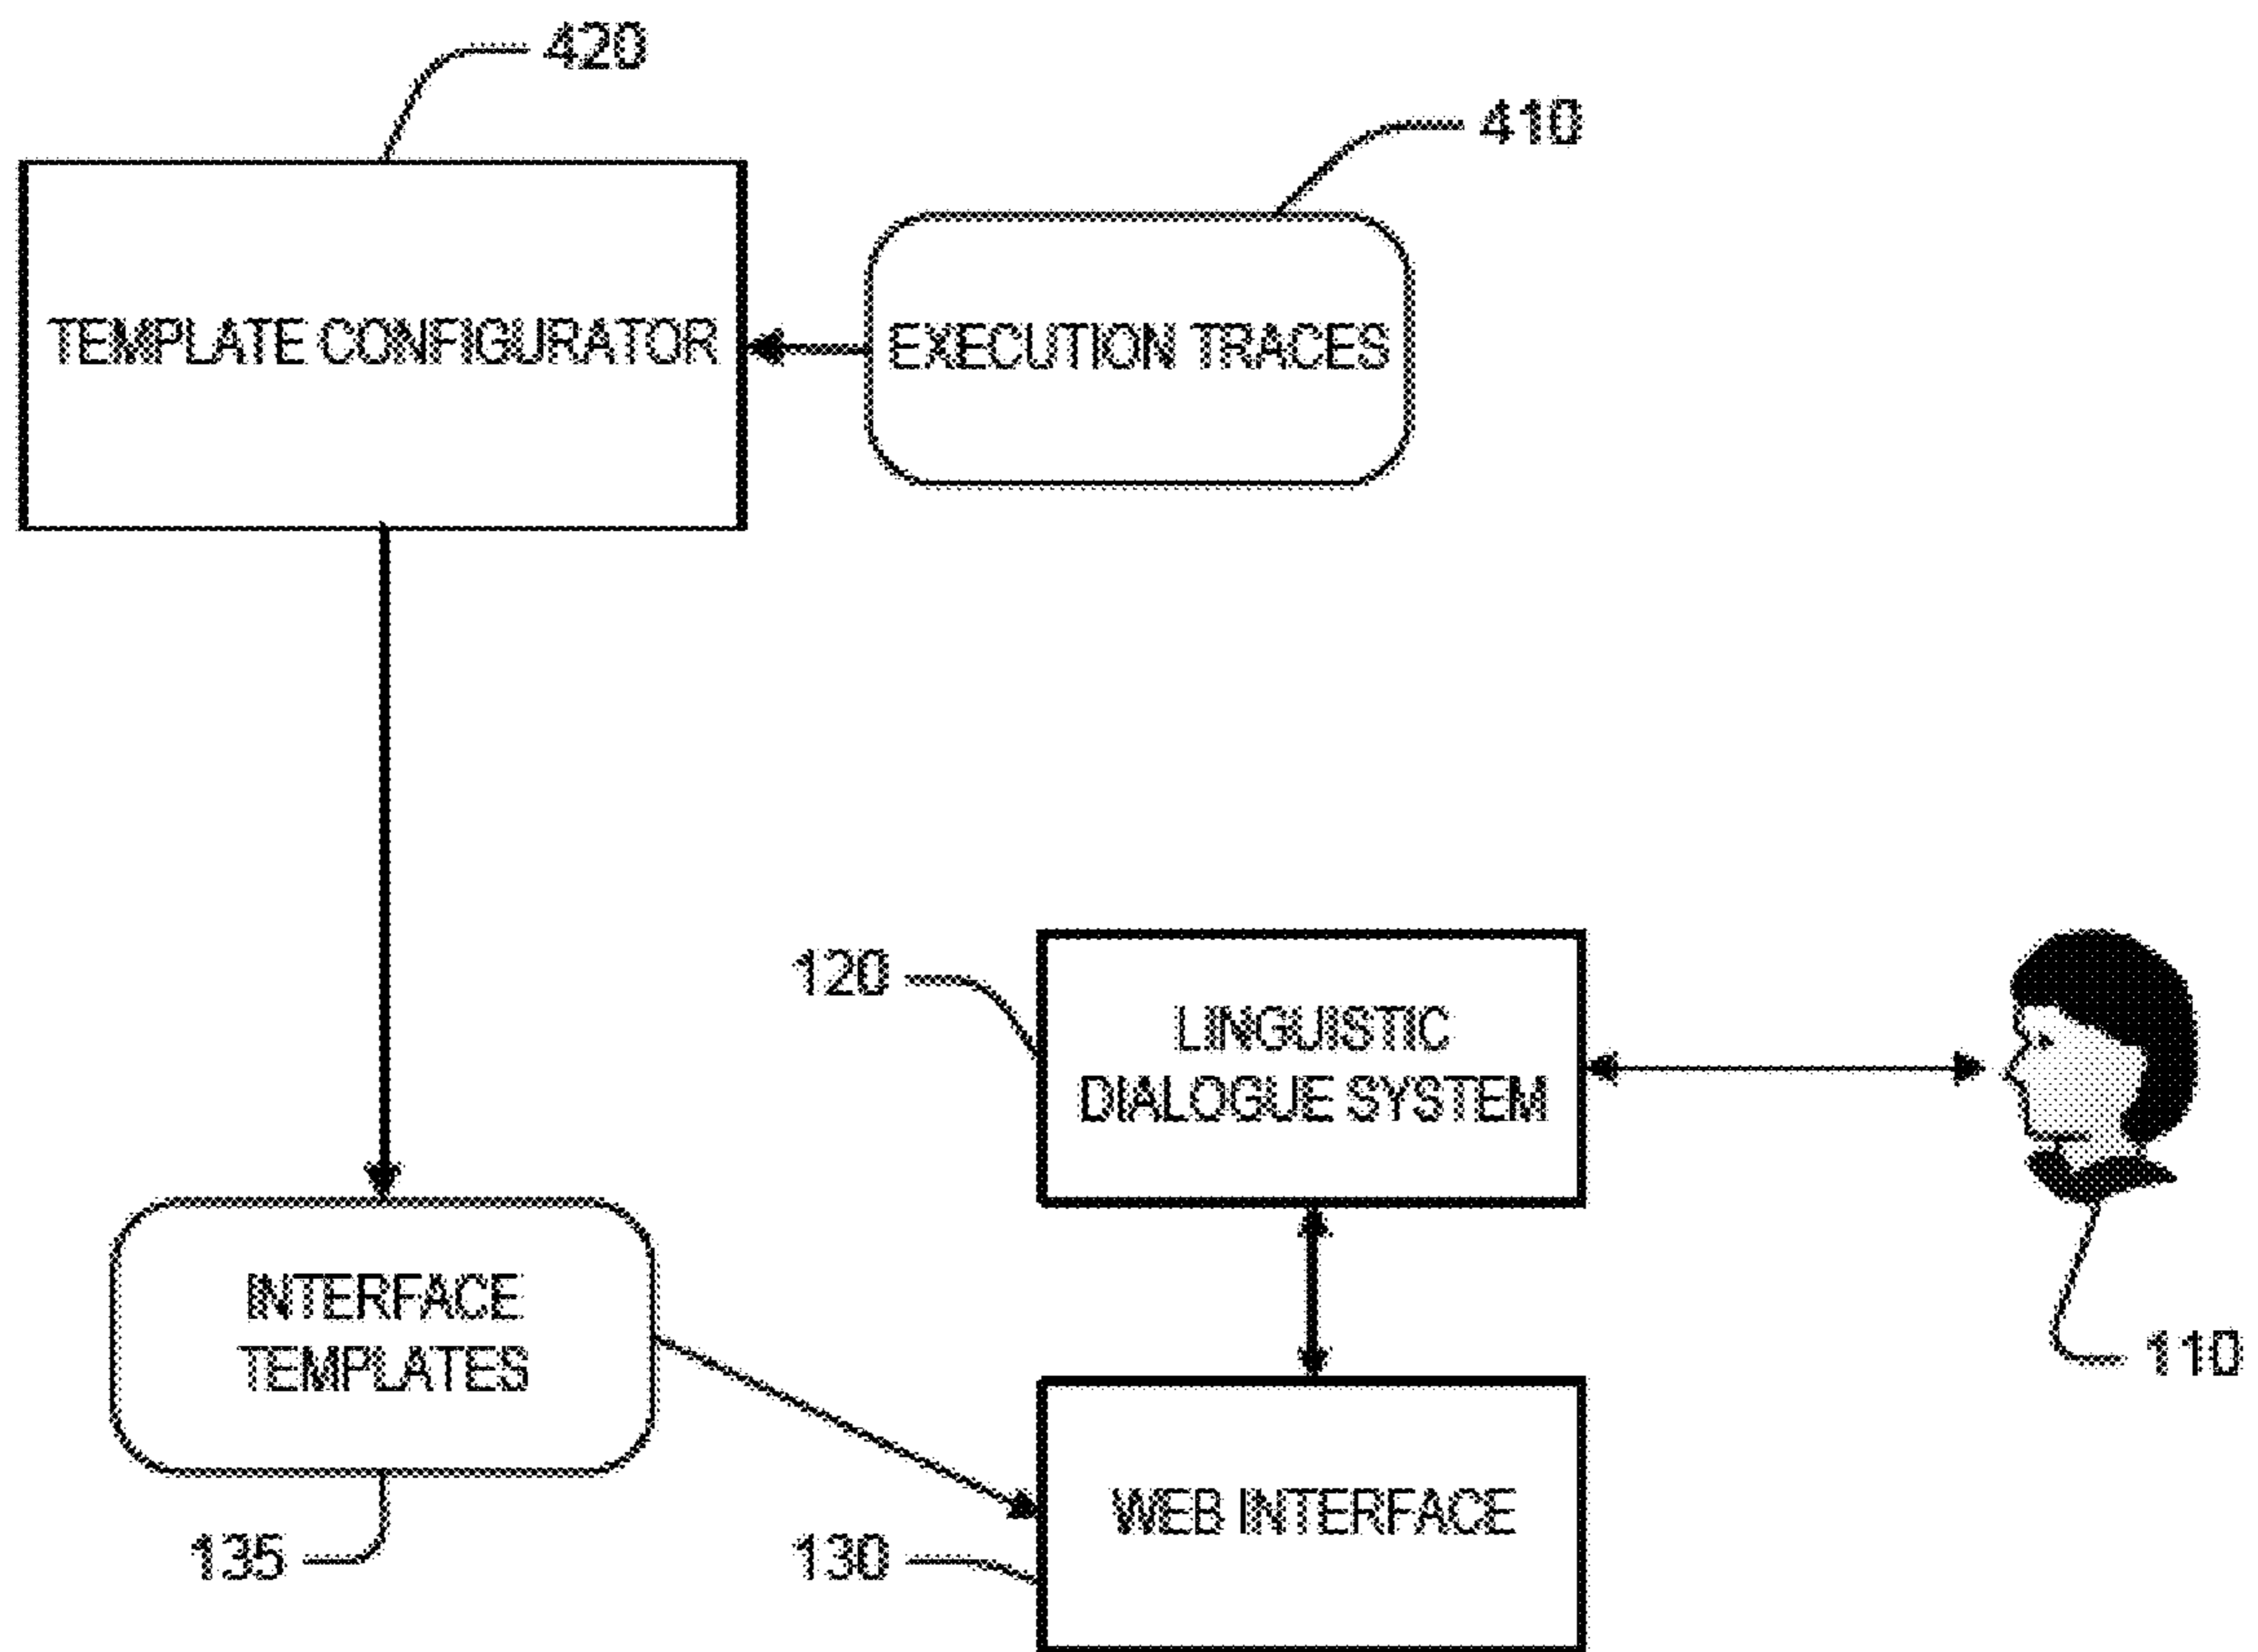 420
410
TEMPLATE CONFIGURATOR
EXECUTION TRACES
120
LINGUISTIC
DIALOGUE SYSTEM
INTERFACE
TEMPLATES
110
WEB INTERFACE
135
130